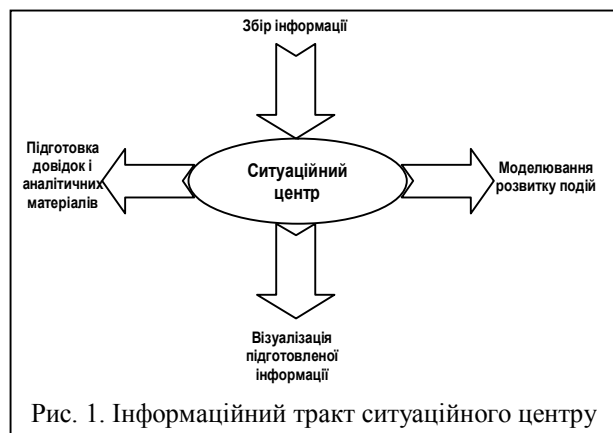 Збір інформації
Підготовка
довідок і
аналітичних
матеріалів
Ситуаційний
центр
Моделювання
розвитку подій
Візуалізація
підготовленої
інформації
Рис. 1. Інформаційний тракт ситуаційного центру